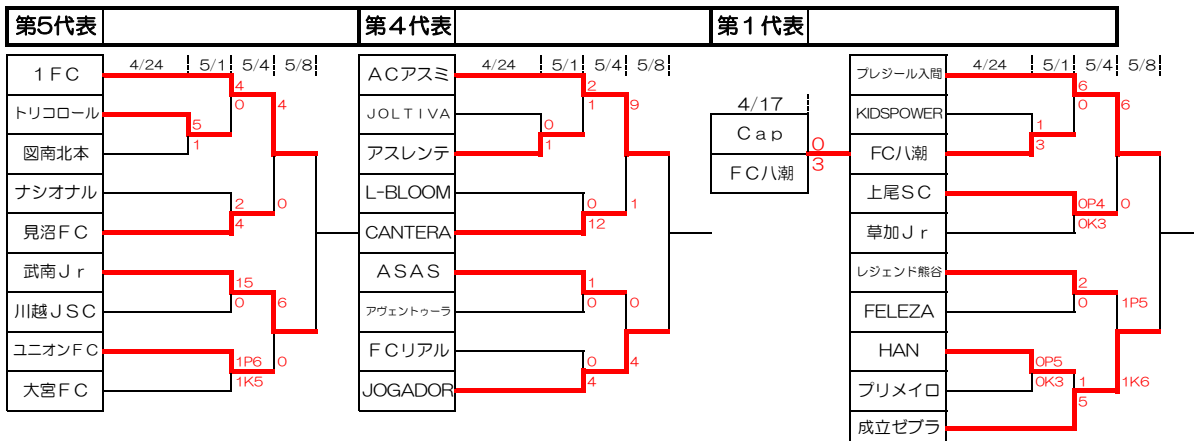 第5代表 第4代表 第1代表
4/24 5/1 5/4 5/8
1FC
トリコロール
図南北本
ナシオナル
見沼FC
武南Jr
川越JSC
ユニオンFC
大宮FC
4
0
5
1
4
2
4
0
15
0
6
1P6
1K5
0
4/24 5/1 5/4 5/8
ACアスミ
JOLTIVA
アスレンテ
L-BLOOM
CANTERA
ASAS
アヴェントゥーラ
FCリアル
JOGADOR
2
1
9
0
1
0
12
1
1
0
0
0
4
4
4/17
Cap
FC八潮
0
3
4/24 5/1 5/4 5/8
プレジール入間
KIDSPOWER
FC八潮
上尾SC
草加Jr
レジェンド熊谷
FELEZA
HAN
プリメイロ
成立ゼブラ
6
0
6
1
3
0P4
0K3
0
2
0
1P5
0P5
0K3
1
5
1K6